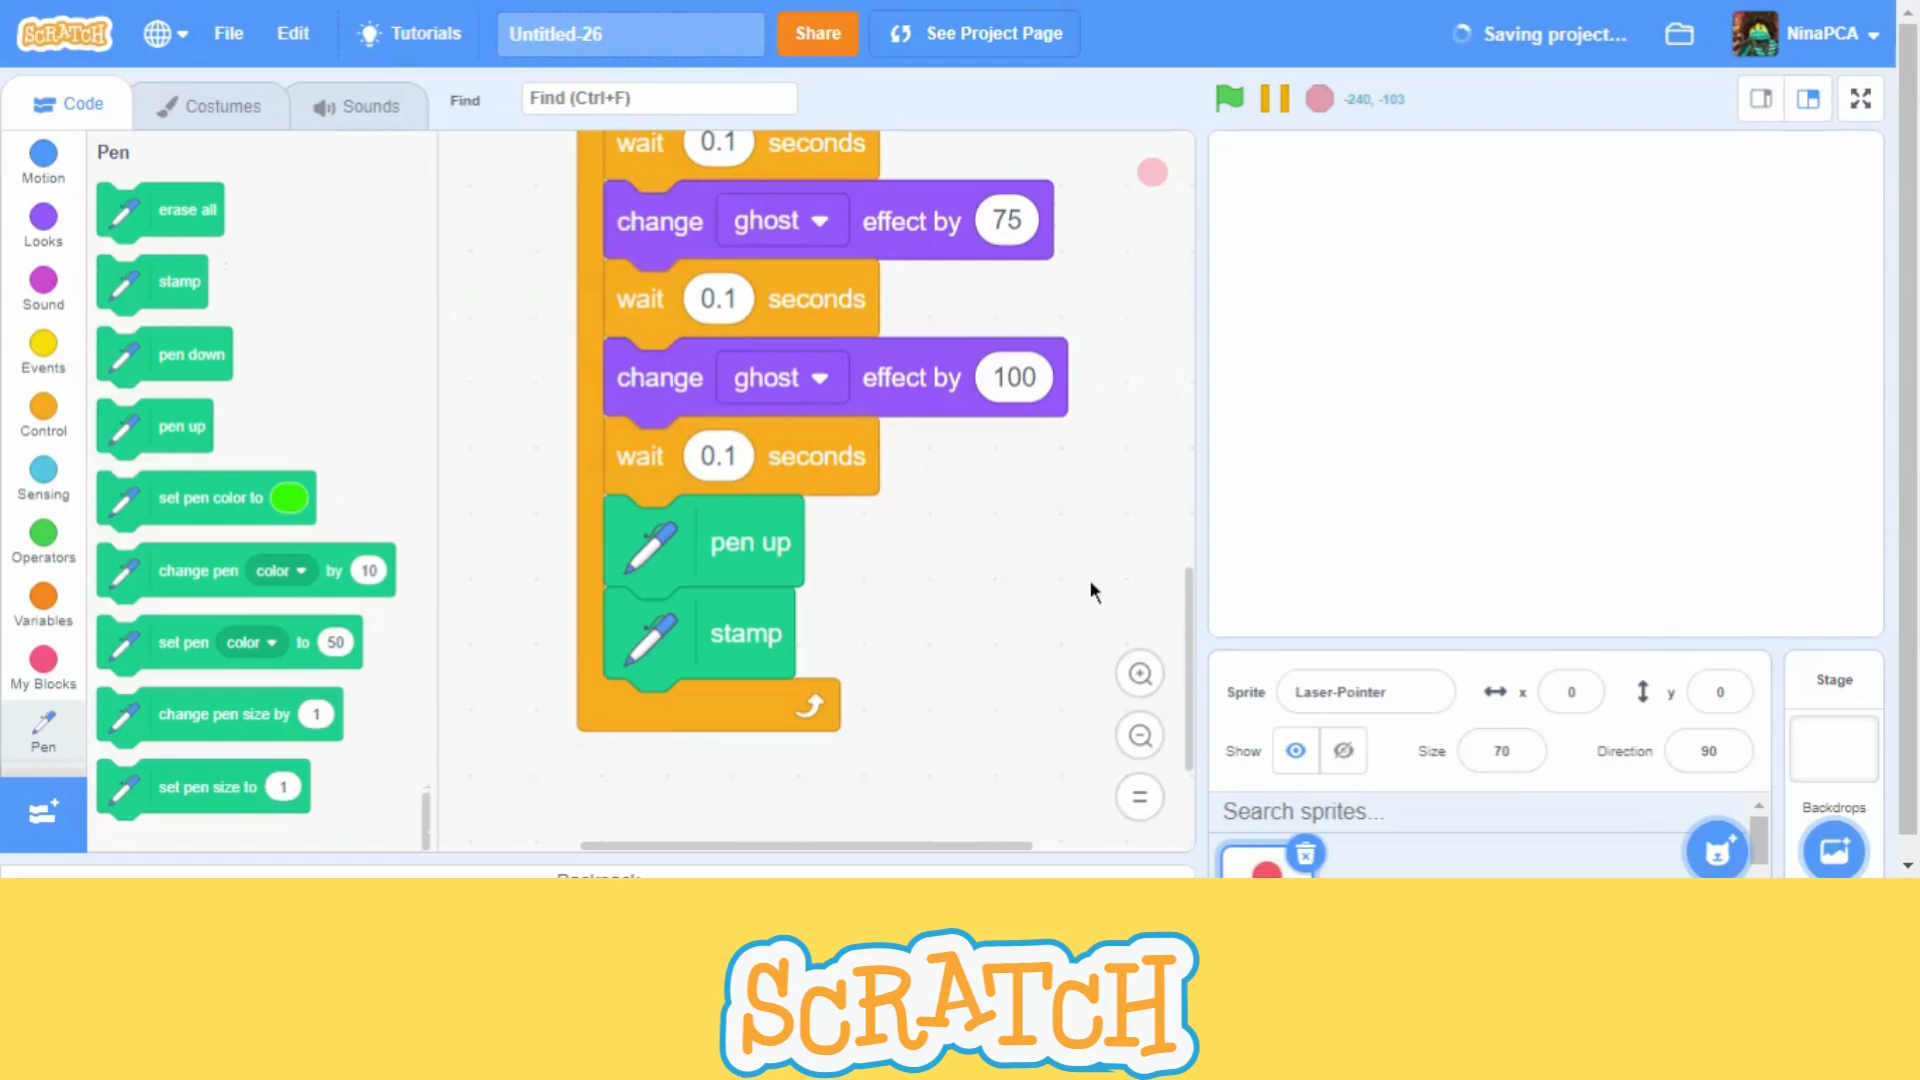 SCRATCH File Edit Tutorials Untitled-26 Share See Project Page Saving project... NinaPCA
Code Costumes Sounds Find Find (Ctrl+F) -240, -103
Motion
Looks
Sound
Events
Control
Sensing
Operators
Variables
My Blocks
Pen
Pen
erase all
stamp
pen down
pen up
set pen color to
change pen color by 10
set pen color to 50
change pen size by 1
set pen size to 1
wait 0.1 seconds
change ghost effect by 75
wait 0.1 seconds
change ghost effect by 100
wait 0.1 seconds
pen up
stamp
Sprite Laser-Pointer x 0 y 0
Show Size 70 Direction 90
Search sprites...
Stage
Backdrops
SCRATCH